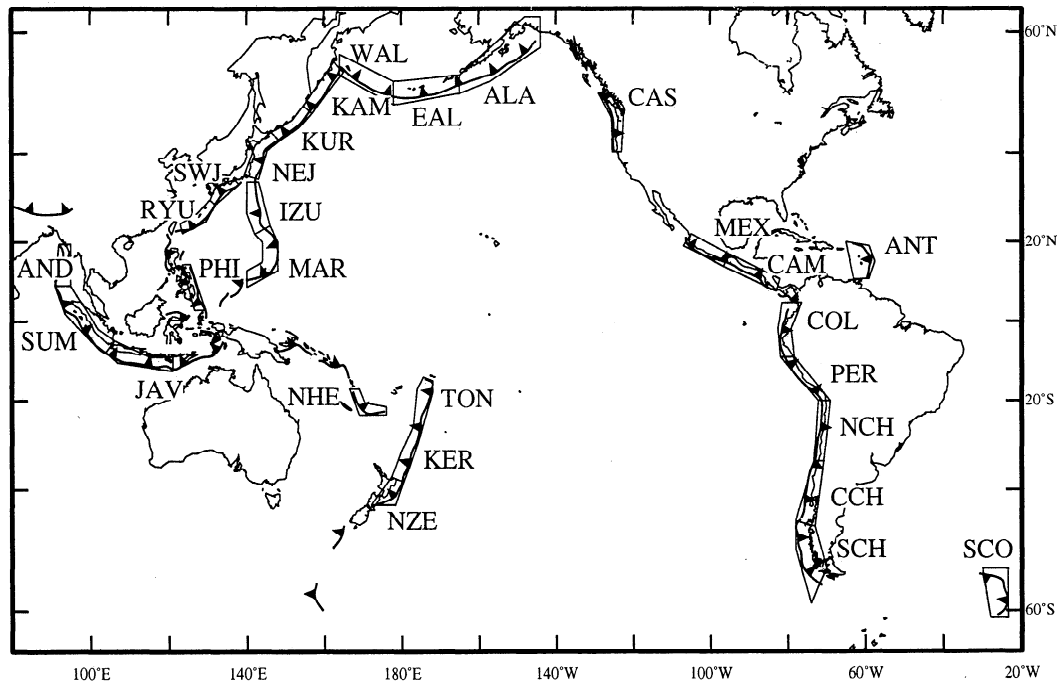 60°N
WAL
CAS
KAM
EAL
ALA
KUR
SWJ
NEJ
RYU
IZU
MEX
20°N
ANT
AND
PHI
MAR
CAM
COL
SUM
PER
JAV
NHE
TON
20°S
NCH
KER
CCH
NZE
SCH
SCO
60°S
100°E
140°E
180°E
140°W
100°W
60°W
20°W